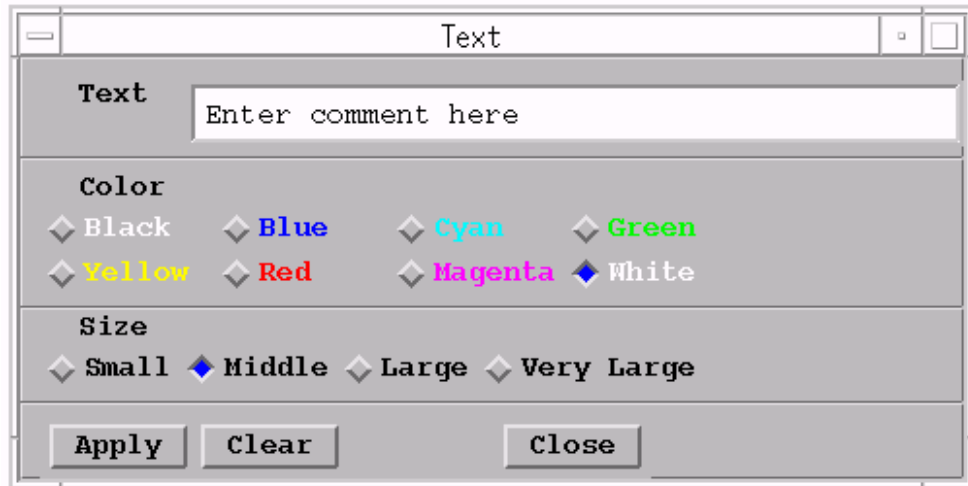 Text
Text
Enter comment here
Color
Black Blue Cyan Green
Yellow Red Magenta White
Size
Small Middle Large Very Large
Apply Clear Close